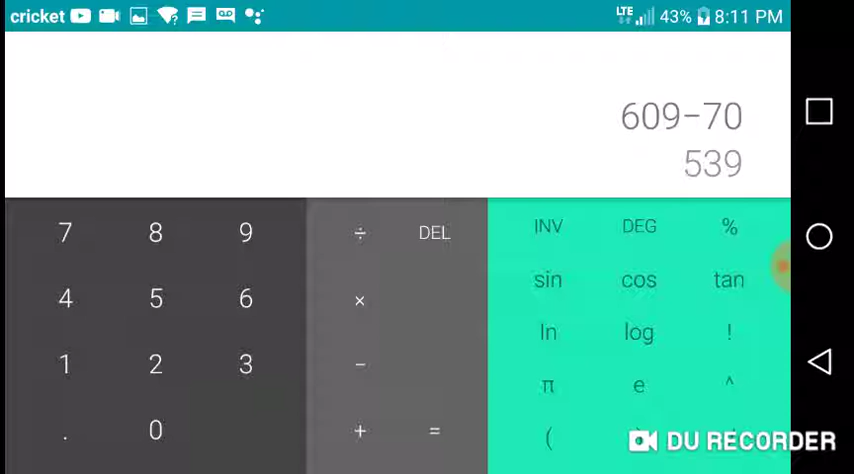 cricket LTE 43% 8:11 PM
609−70
539
7 8 9 ÷ DEL INV DEG %
4 5 6 × sin cos tan
1 2 3 − ln log !
π e ^
. 0 + = (
DU RECORDER